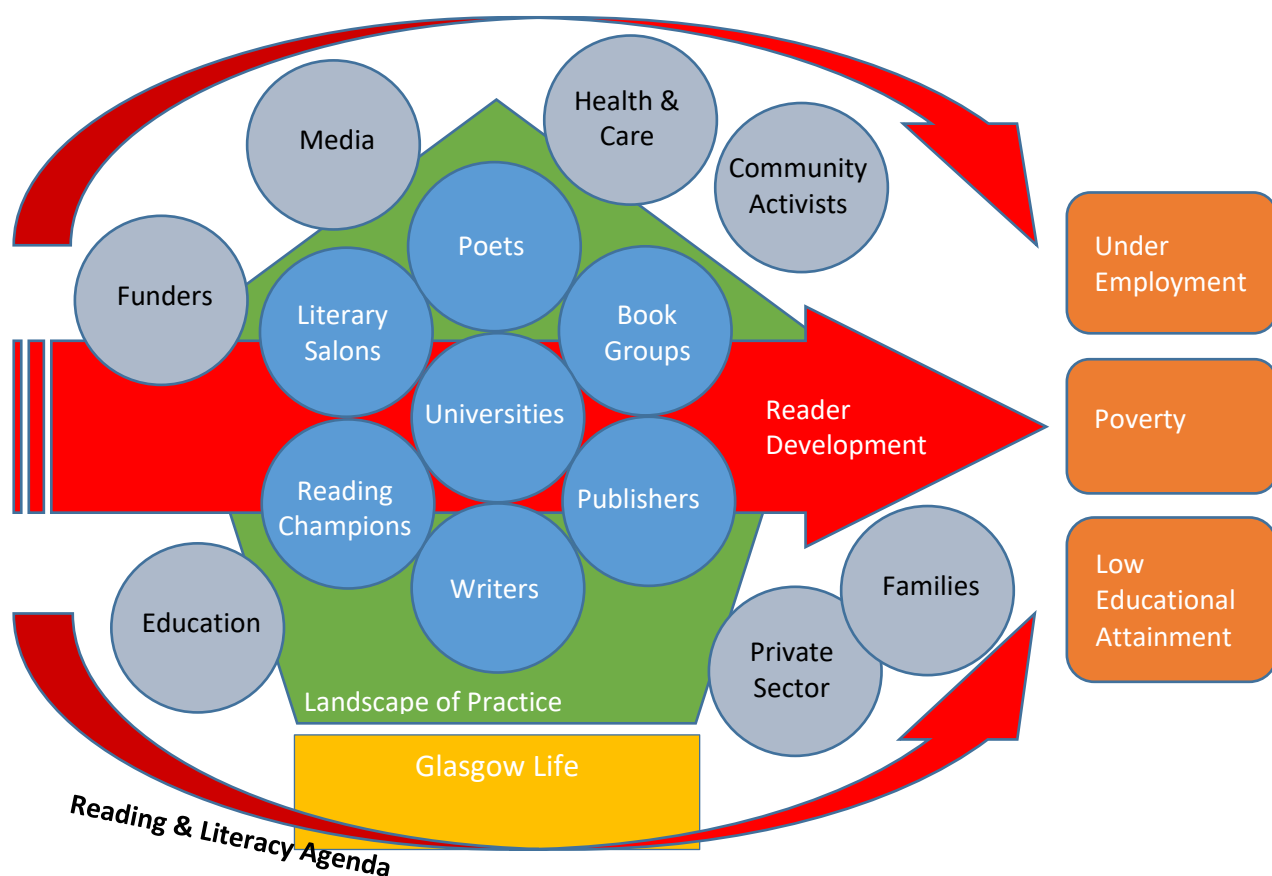 Health &
Care
Media
Community
Activists
Poets
Under
Employment
Funders
Literary
Salons
Book
Groups
Universities
Reader
Development
Poverty
Reading
Champions
Publishers
Writers
Families
Low
Educational
Attainment
Education
Private
Sector
Landscape of Practice
Glasgow Life
Reading & Literacy Agenda